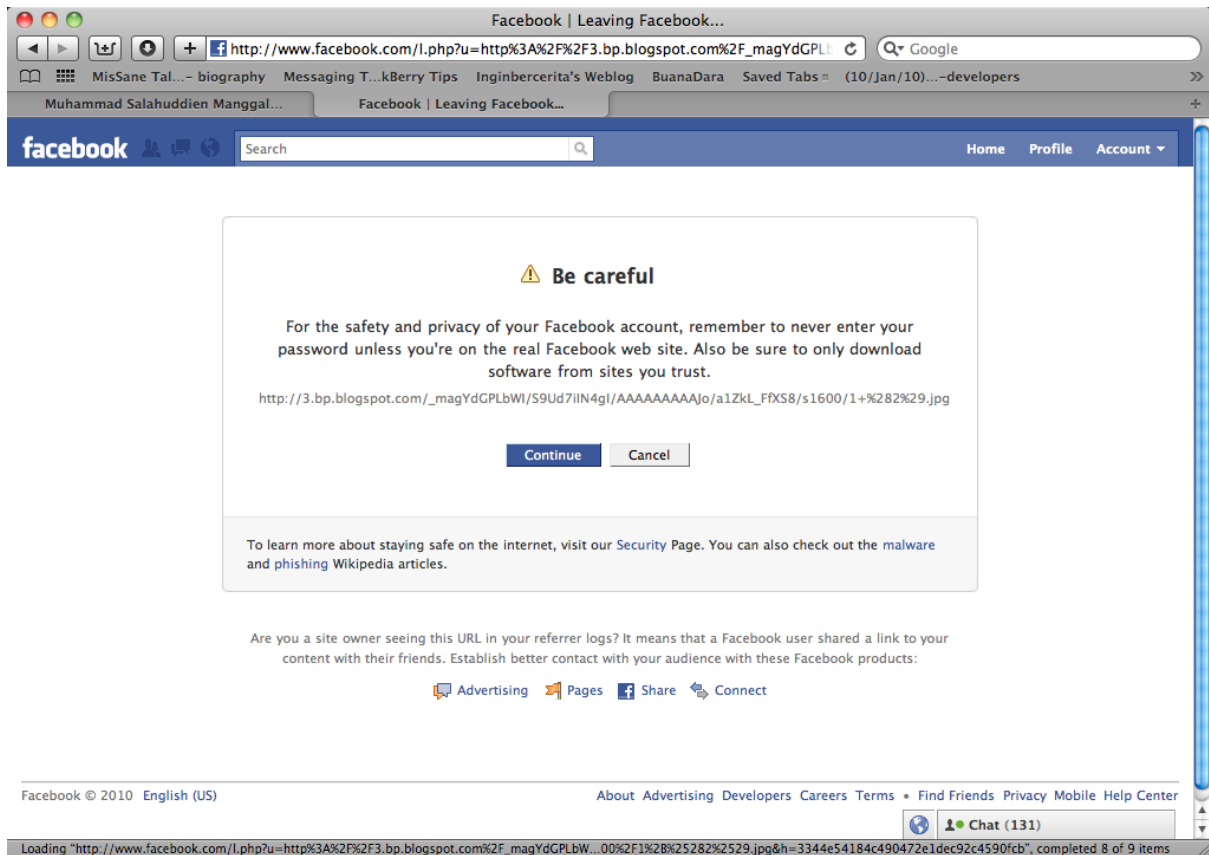 Facebook | Leaving Facebook...
http://www.facebook.com/l.php?u=http%3A%2F%2F3.bp.blogspot.com%2F_magYdGPLb
Google
MisSane Tal...- biography Messaging T...kBerry Tips Inginbercerita's Weblog BuanaDara Saved Tabs (10/Jan/10)...-developers
Muhammad Salahuddien Manggal... Facebook | Leaving Facebook...
facebook Search Home Profile Account
Be careful
For the safety and privacy of your Facebook account, remember to never enter your
password unless you're on the real Facebook web site. Also be sure to only download
software from sites you trust.
http://3.bp.blogspot.com/_magYdGPLbWI/S9Ud7iIN4gI/AAAAAAAAAJo/a1ZkL_FfXS8/s1600/1+%282%29.jpg
Continue Cancel
To learn more about staying safe on the internet, visit our Security Page. You can also check out the malware
and phishing Wikipedia articles.
Are you a site owner seeing this URL in your referrer logs? It means that a Facebook user shared a link to your
content with their friends. Establish better contact with your audience with these Facebook products:
Advertising Pages Share Connect
Facebook © 2010 English (US) About Advertising Developers Careers Terms • Find Friends Privacy Mobile Help Center
Chat (131)
Loading "http://www.facebook.com/l.php?u=http%3A%2F%2F3.bp.blogspot.com%2F_magYdGPLbW...00%2F1%2B%25282%2529.jpg&h=3344e54184c490472e1dec92c4590fcb", completed 8 of 9 items